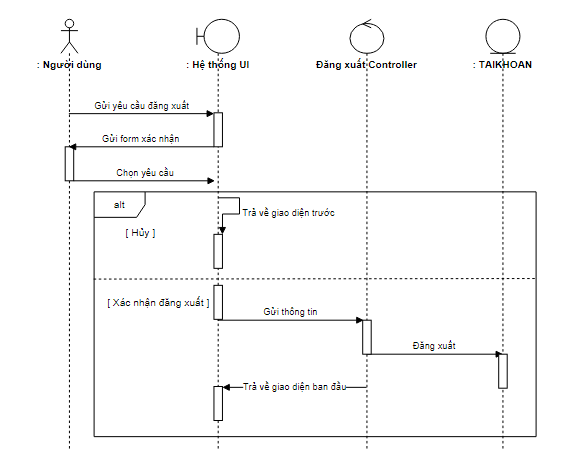 : Người dùng
: Hệ thống UI
Đăng xuất Controller
: TAIKHOAN
Gửi yêu cầu đăng xuất
Gửi form xác nhận
Chọn yêu cầu
alt
Trả về giao diện trước
[ Hủy ]
[ Xác nhận đăng xuất ]
Gửi thông tin
Đăng xuất
Trả về giao diện ban đầu